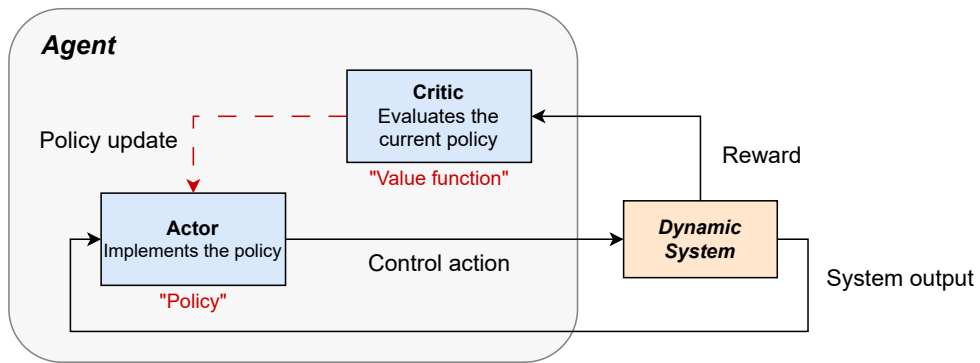 Agent
Critic
Evaluates the
current policy
"Value function"
Policy update
Reward
Actor
Implements the policy
"Policy"
Control action
Dynamic
System
System output